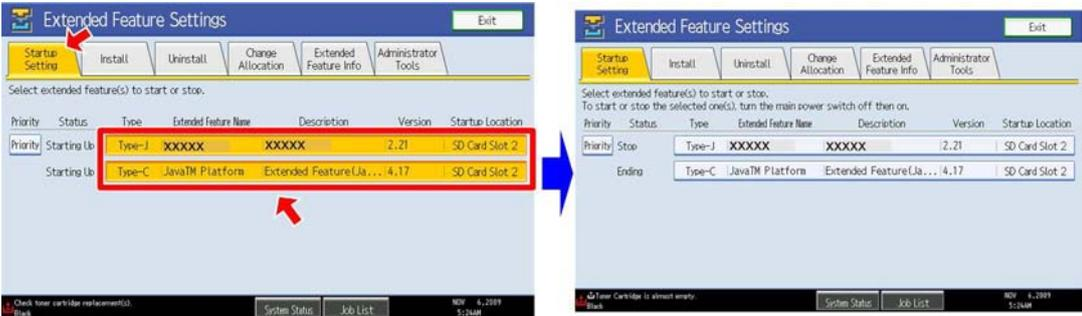 Extended Feature Settings
Exit
Startup Setting
Install
Uninstall
Change Allocation
Extended Feature Info
Administrator Tools
Select extended feature(s) to start or stop.
Priority Status Type Extended Feature Name Description Version Startup Location
Priority Starting Up Type-J XXXXX XXXXX 2.21 SD Card Slot 2
Starting Up Type-C JavaTM Platform Extended Feature(Ja... 4.17 SD Card Slot 2
Check toner cartridge replacement(s).
Black
System Status
Job List
NOV 6,2009
5:24AM
Extended Feature Settings
Exit
Startup Setting
Install
Uninstall
Change Allocation
Extended Feature Info
Administrator Tools
Select extended feature(s) to start or stop.
To start or stop the selected one(s), turn the main power switch off then on.
Priority Status Type Extended Feature Name Description Version Startup Location
Priority Stop Type-J XXXXX XXXXX 2.21 SD Card Slot 2
Ending Type-C JavaTM Platform Extended Feature(Ja... 4.17 SD Card Slot 2
Toner Cartridge is almost empty.
Black
System Status
Job List
NOV 6,2009
5:24AM